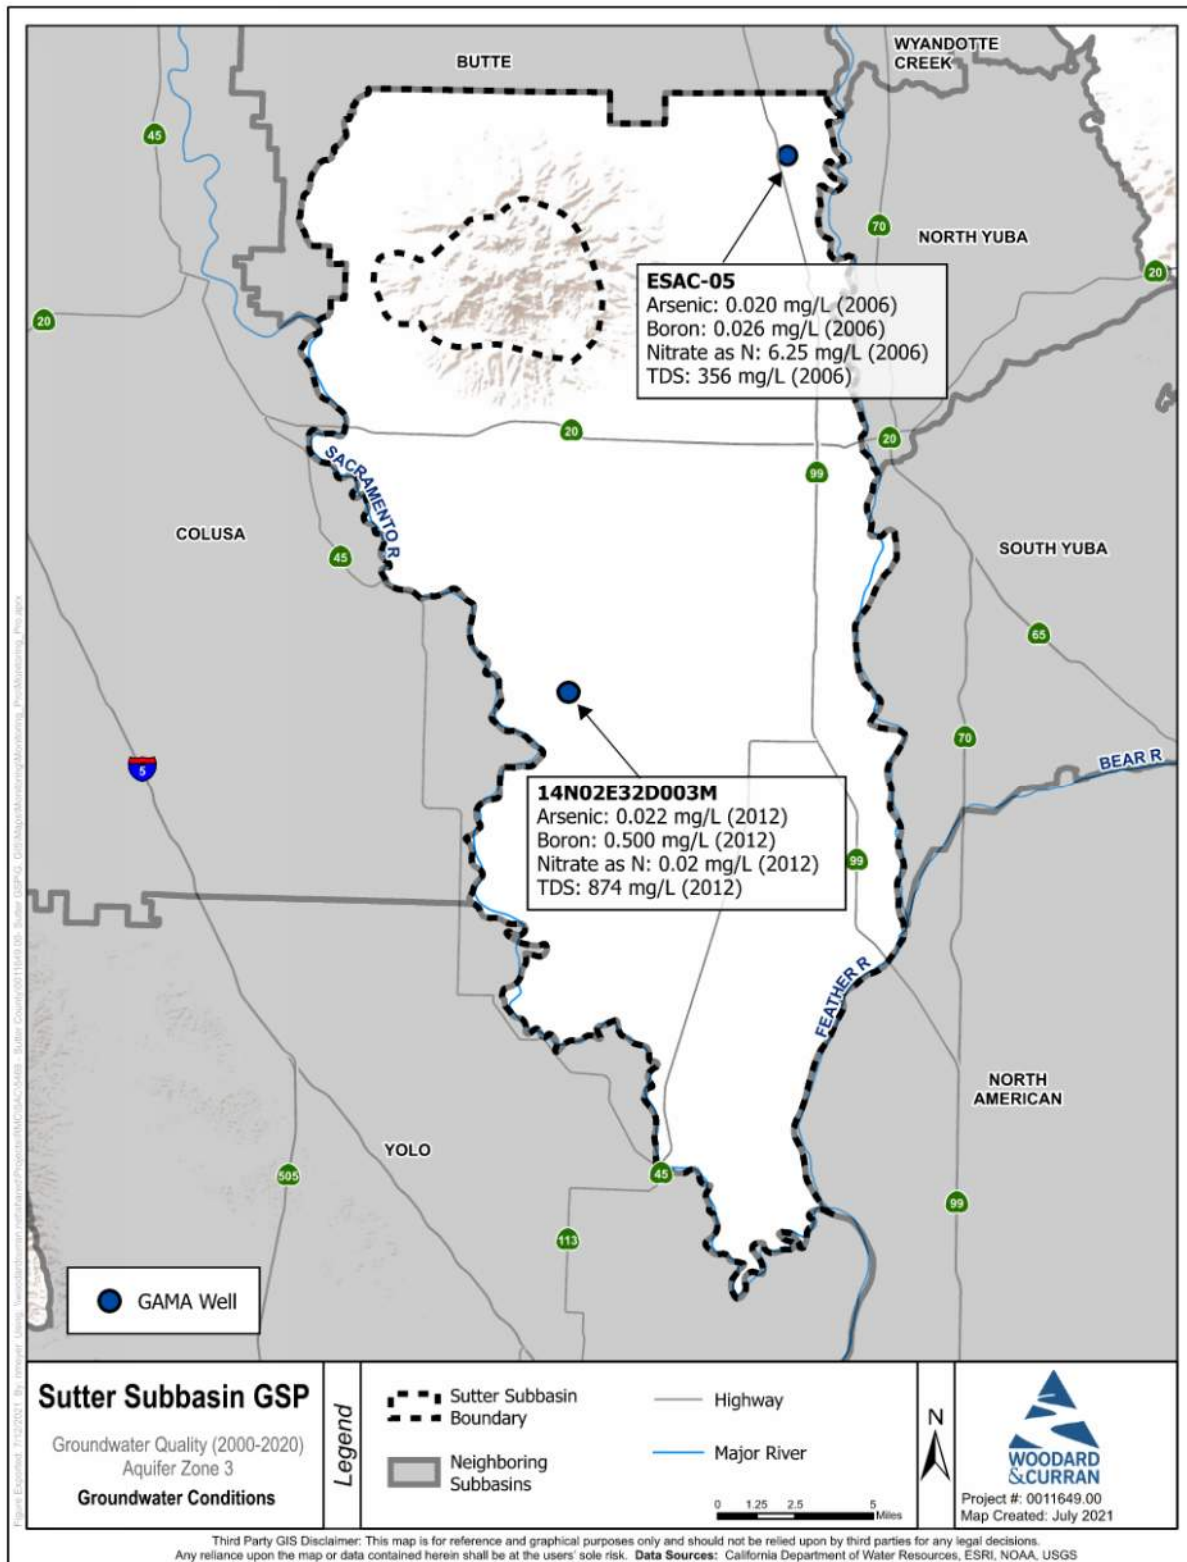 BUTTE
WYANDOTTE
CREEK
45
70
NORTH YUBA
20
20
ESAC-05
Arsenic: 0.020 mg/L (2006)
Boron: 0.026 mg/L (2006)
Nitrate as N: 6.25 mg/L (2006)
TDS: 356 mg/L (2006)
20
20
99
SACRAMENTO R
COLUSA
45
SOUTH YUBA
65
70
5
BEAR R
14N02E32D003M
Arsenic: 0.022 mg/L (2012)
Boron: 0.500 mg/L (2012)
Nitrate as N: 0.02 mg/L (2012)
TDS: 874 mg/L (2012)
99
FEATHER R
NORTH
AMERICAN
YOLO
505
45
99
113
GAMA Well
Sutter Subbasin GSP
Groundwater Quality (2000-2020)
Aquifer Zone 3
Groundwater Conditions
Legend
Sutter Subbasin
Boundary
Neighboring
Subbasins
Highway
Major River
0 1.25 2.5 5
Miles
N
WOODARD
&CURRAN
Project #: 0011649.00
Map Created: July 2021
Third Party GIS Disclaimer: This map is for reference and graphical purposes only and should not be relied upon by third parties for any legal decisions.
Any reliance upon the map or data contained herein shall be at the users' sole risk. Data Sources: California Department of Water Resources, ESRI, NOAA, USGS
Figure Exported: 7/12/2021 By: